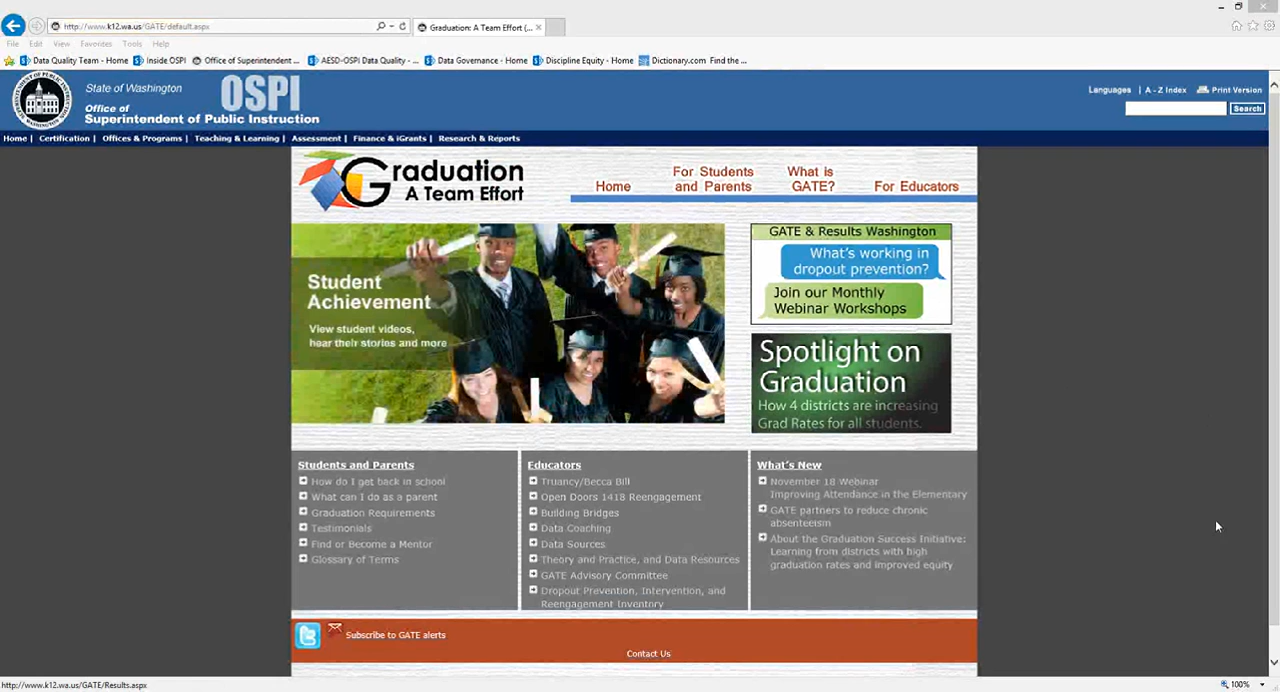 http://www.k12.wa.us/GATE/default.aspx
Graduation: A Team Effort (...
File Edit View Favorites Tools Help
Data Quality Team - Home Inside OSPI Office of Superintendent ... AESD-OSPI Data Quality - ... Data Governance - Home Discipline Equity - Home Dictionary.com Find the ...
State of Washington OSPI
Office of
Superintendent of Public Instruction
Languages | A - Z Index Print Version
Search
Home | Certification | Offices & Programs | Teaching & Learning | Assessment | Finance & iGrants | Research & Reports
Graduation
A Team Effort
Home
For Students
and Parents
What is
GATE?
For Educators
Student
Achievement
View student videos,
hear their stories and more
GATE & Results Washington
What's working in
dropout prevention?
Join our Monthly
Webinar Workshops
Spotlight on
Graduation
How 4 districts are increasing
Grad Rates for all students.
Students and Parents
How do I get back in school
What can I do as a parent
Graduation Requirements
Testimonials
Find or Become a Mentor
Glossary of Terms
Educators
Truancy/Becca Bill
Open Doors 1418 Reengagement
Building Bridges
Data Coaching
Data Sources
Theory and Practice, and Data Resources
GATE Advisory Committee
Dropout Prevention, Intervention, and
Reengagement Inventory
What's New
November 18 Webinar
Improving Attendance in the Elementary
GATE partners to reduce chronic
absenteeism
About the Graduation Success Initiative:
Learning from districts with high
graduation rates and improved equity
Subscribe to GATE alerts
Contact Us
http://www.k12.wa.us/GATE/Results.aspx
100%